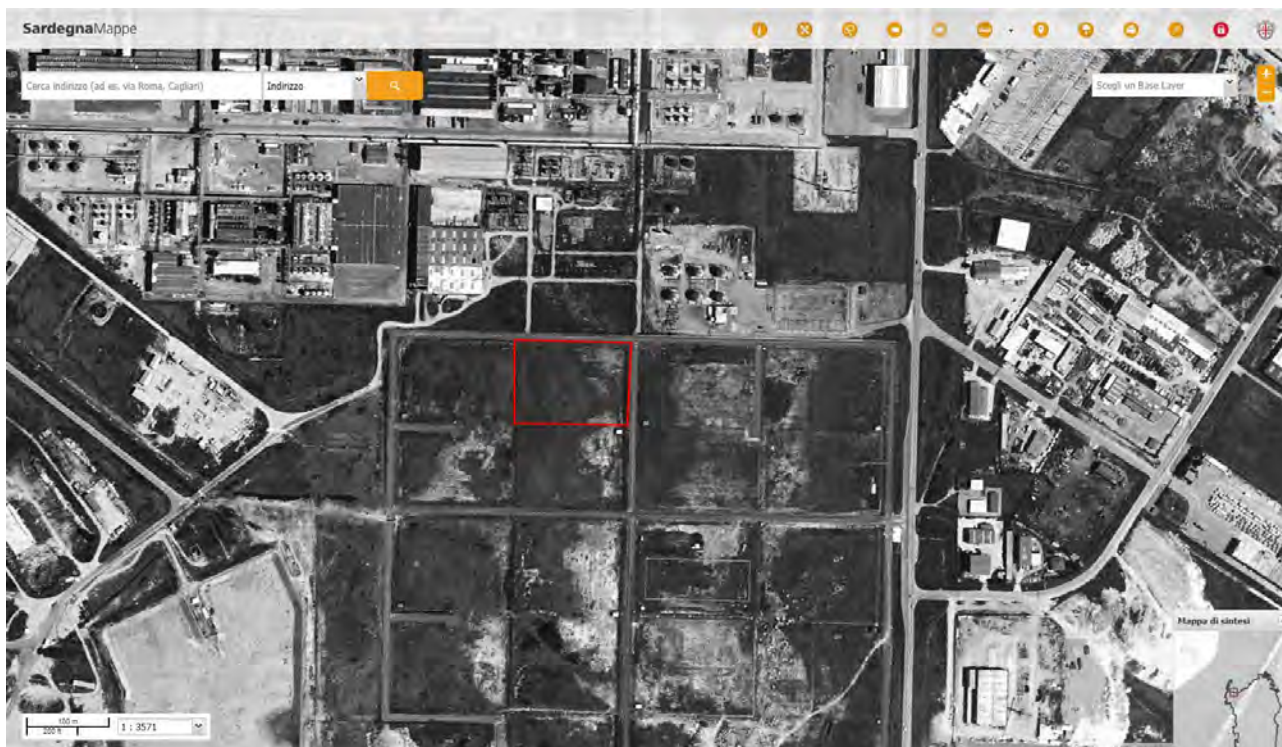 SardegnaMappe
Cerca indirizzo (ad es. via Roma, Cagliari)
Indirizzo
Scegli un Base Layer
+
−
Mappa di sintesi
100 m
200 ft
1 : 3571